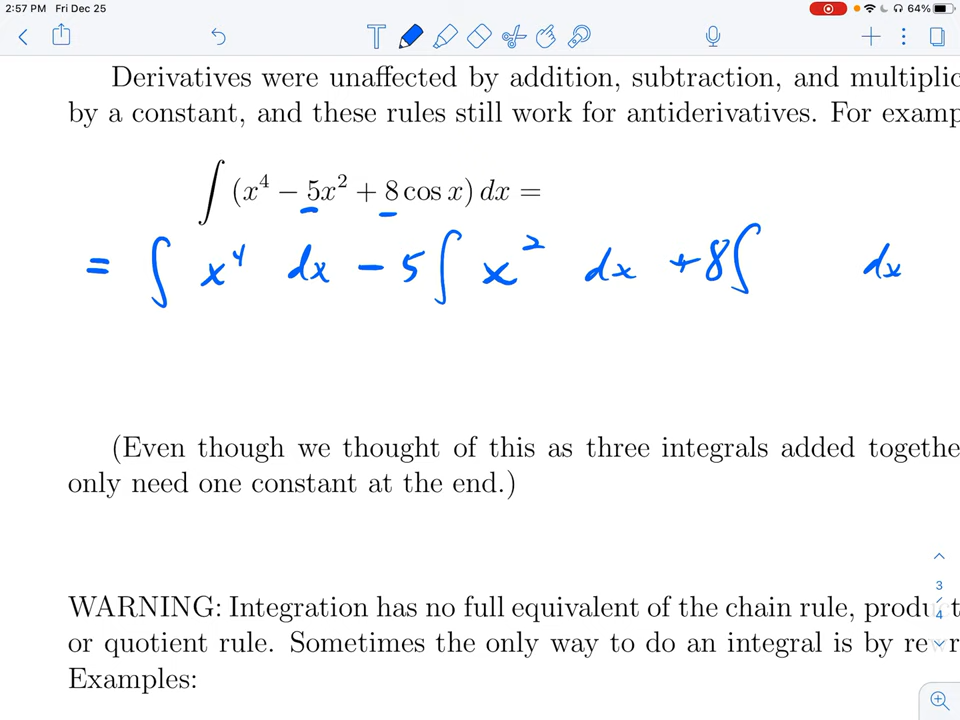 2:57 PM Fri Dec 25 64%
T
Derivatives were unaffected by addition, subtraction, and multiplic
by a constant, and these rules still work for antiderivatives. For examp
∫ (x⁴ − 5x² + 8 cos x) dx =
= ∫ x⁴ dx − 5 ∫ x² dx + 8 ∫ dx
(Even though we thought of this as three integrals added togethe
only need one constant at the end.)
3
4
WARNING: Integration has no full equivalent of the chain rule, product
or quotient rule. Sometimes the only way to do an integral is by rewr
Examples: